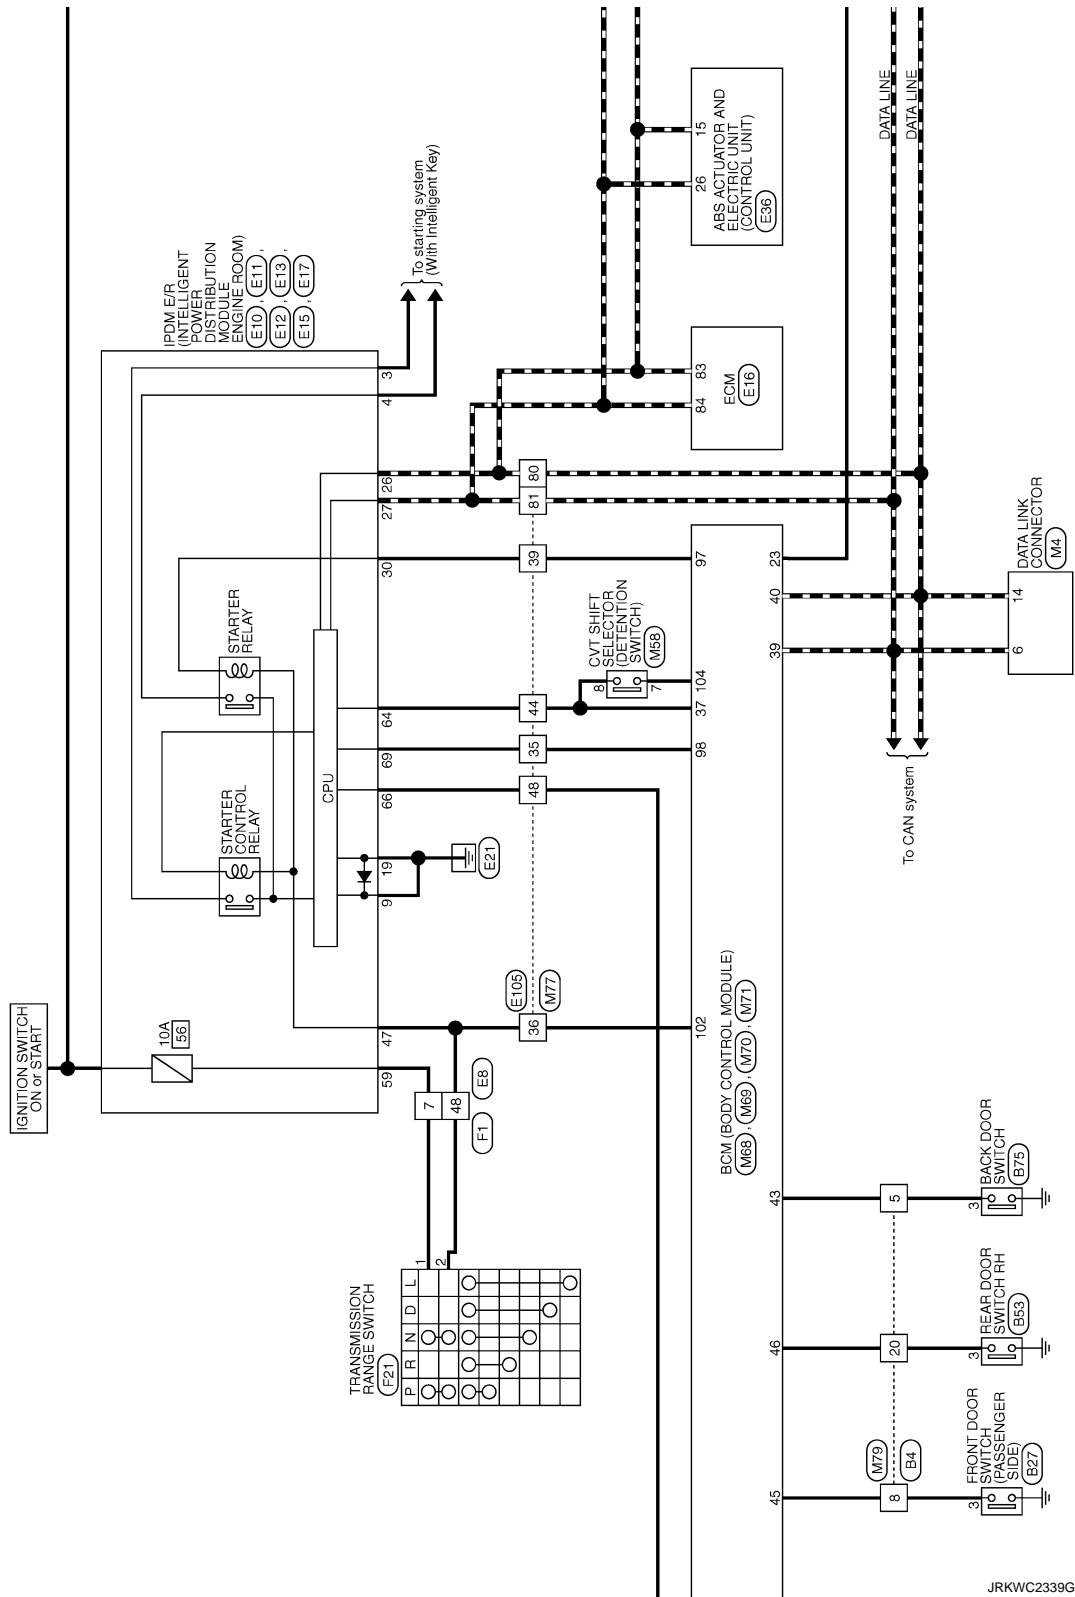 IGNITION SWITCH
ON or START
10A
56
IPDM E/R
(INTELLIGENT
POWER
DISTRIBUTION
MODULE
ENGINE ROOM)
E10 , E11 ,
E12 , E13 ,
E15 , E17
STARTER
CONTROL
RELAY
STARTER
RELAY
CPU
59
47
9
19
66
69
64
30
27
26
4
3
To starting system
(With Intelligent Key)
E21
7
48
F1
E8
TRANSMISSION
RANGE SWITCH
F21
P
R
N
D
L
1
2
E105
M77
36
48
35
44
39
81
80
CVT SHIFT
SELECTOR
(DETENTION
SWITCH)
M58
8
7
ECM
E16
84
83
ABS ACTUATOR AND
ELECTRIC UNIT
(CONTROL UNIT)
E36
26
15
BCM (BODY CONTROL MODULE)
M68 , M69 , M70 , M71
102
98
37
104
97
45
46
43
39
40
23
DATA LINE
DATA LINE
To CAN system
DATA LINK
CONNECTOR
M4
6
14
M79
B4
8
20
5
FRONT DOOR
SWITCH
(PASSENGER
SIDE)
B27
3
REAR DOOR
SWITCH RH
B53
3
BACK DOOR
SWITCH
B75
3
JRKWC2339G